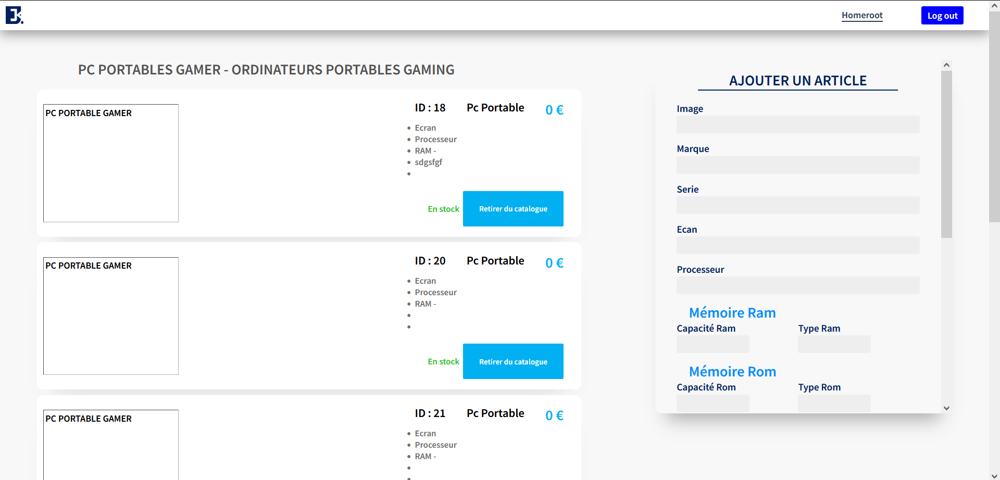 Homeroot
Log out
PC PORTABLES GAMER - ORDINATEURS PORTABLES GAMING
PC PORTABLE GAMER
ID : 18 Pc Portable 0 €
Ecran
Processeur
RAM -
sdgsfgf
En stock Retirer du catalogue
PC PORTABLE GAMER
ID : 20 Pc Portable 0 €
Ecran
Processeur
RAM -
En stock Retirer du catalogue
PC PORTABLE GAMER
ID : 21 Pc Portable 0 €
Ecran
Processeur
RAM -
AJOUTER UN ARTICLE
Image
Marque
Serie
Ecan
Processeur
Mémoire Ram
Capacité Ram Type Ram
Mémoire Rom
Capacité Rom Type Rom